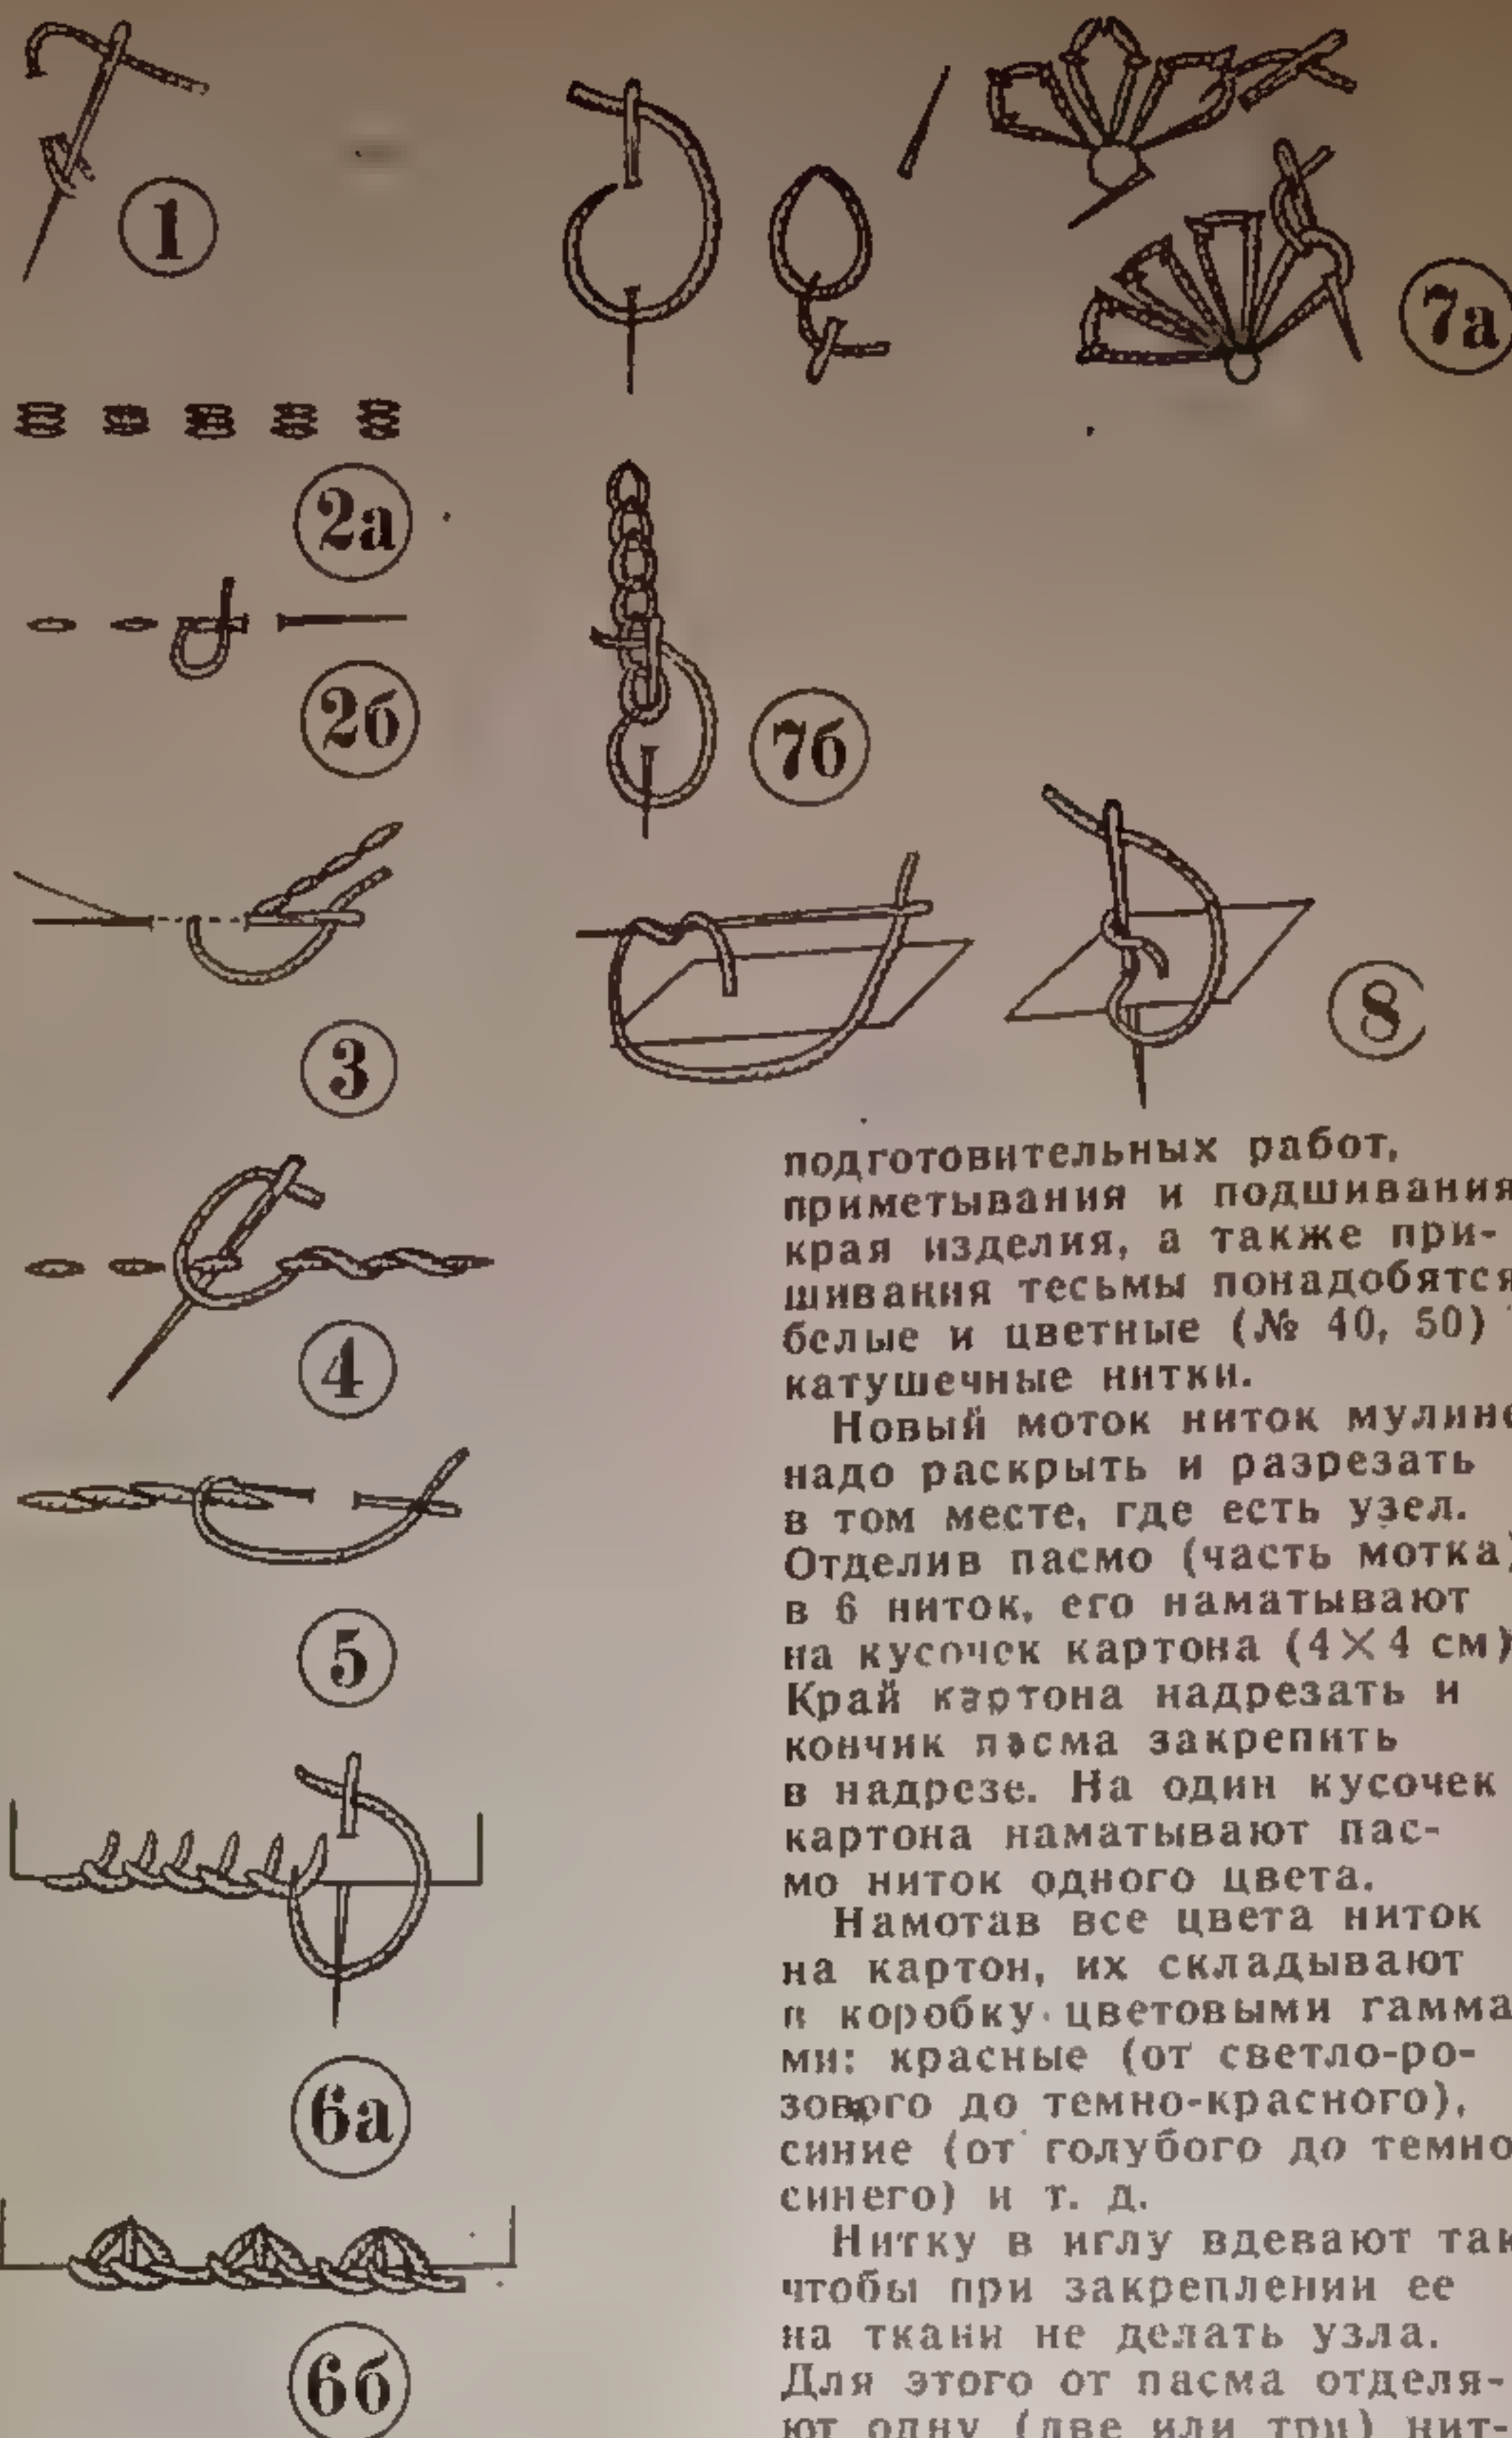 1
7а
2а
2б
7б
3
8
4
5
6а
6б
подготовительных работ,
приметывания и подшивания
края изделия, а также при-
шивания тесьмы понадобятся
белые и цветные (№ 40, 50)
катушечные нитки.
Новый моток ниток мулине
надо раскрыть и разрезать
в том месте, где есть узел.
Отделив пасмо (часть мотка)
в 6 ниток, его наматывают
на кусочек картона (4×4 см)
Край картона надрезать и
кончик пасма закрепить
в надрезе. На один кусочек
картона наматывают пас-
мо ниток одного цвета.
Намотав все цвета ниток
на картон, их складывают
в коробку цветовыми гамма
ми: красные (от светло-ро-
зового до темно-красного),
синие (от голубого до темно
синего) и т. д.
Нитку в иглу вдевают так
чтобы при закреплении ее
на ткани не делать узла.
Для этого от пасма отделя-
ют одну (две или три) нит-